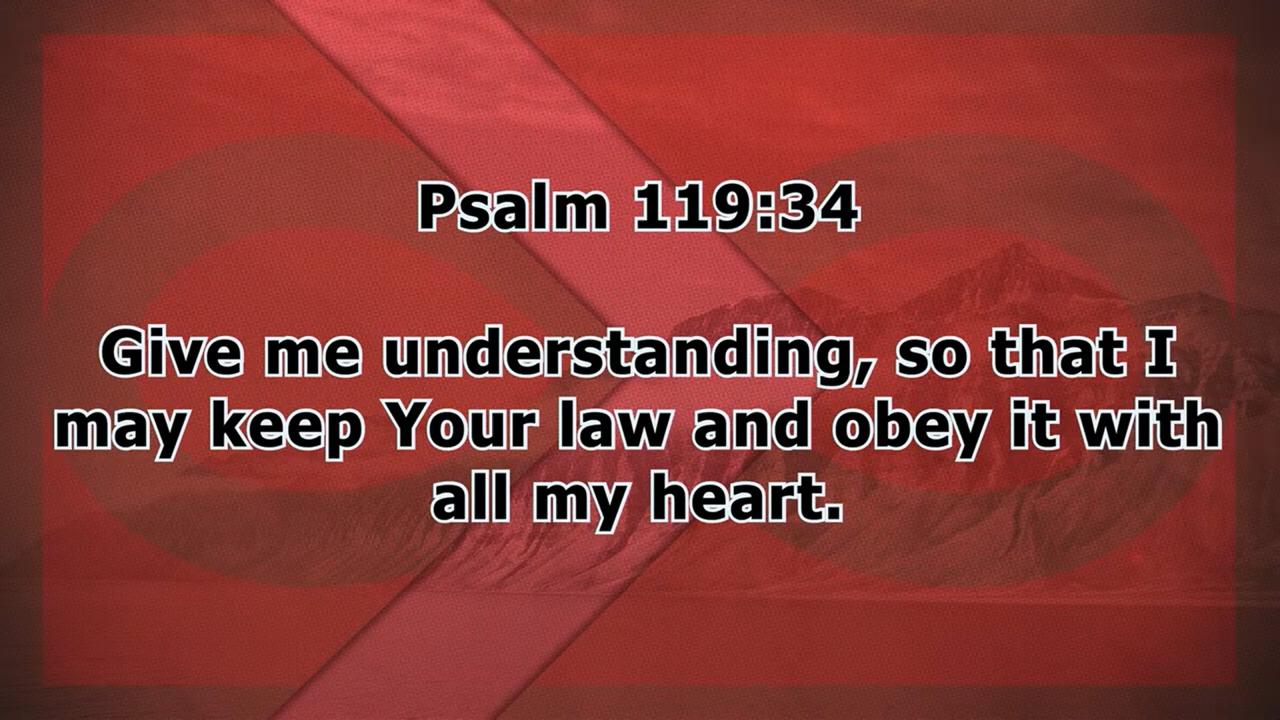 Psalm 119:34
Give me understanding, so that I
may keep Your law and obey it with
all my heart.